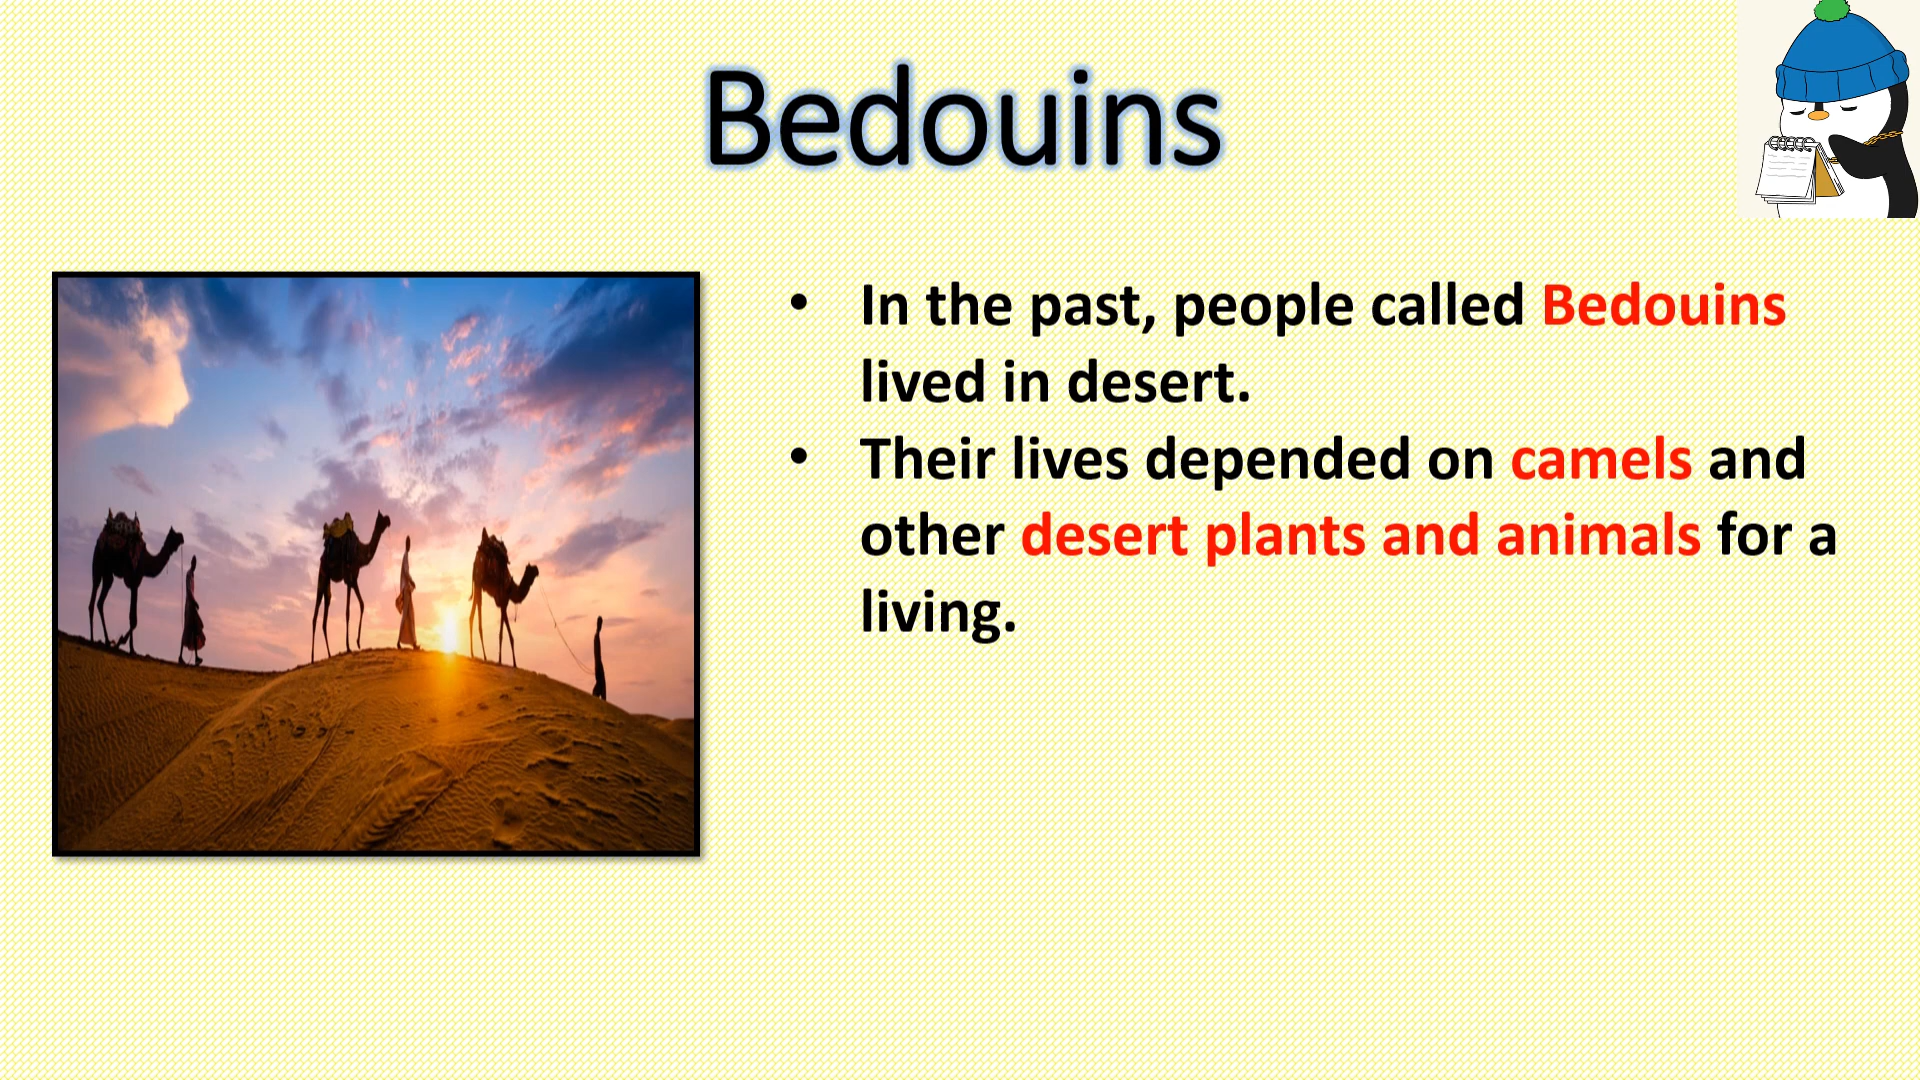 Bedouins
• In the past, people called Bedouins
lived in desert.
• Their lives depended on camels and
other desert plants and animals for a
living.